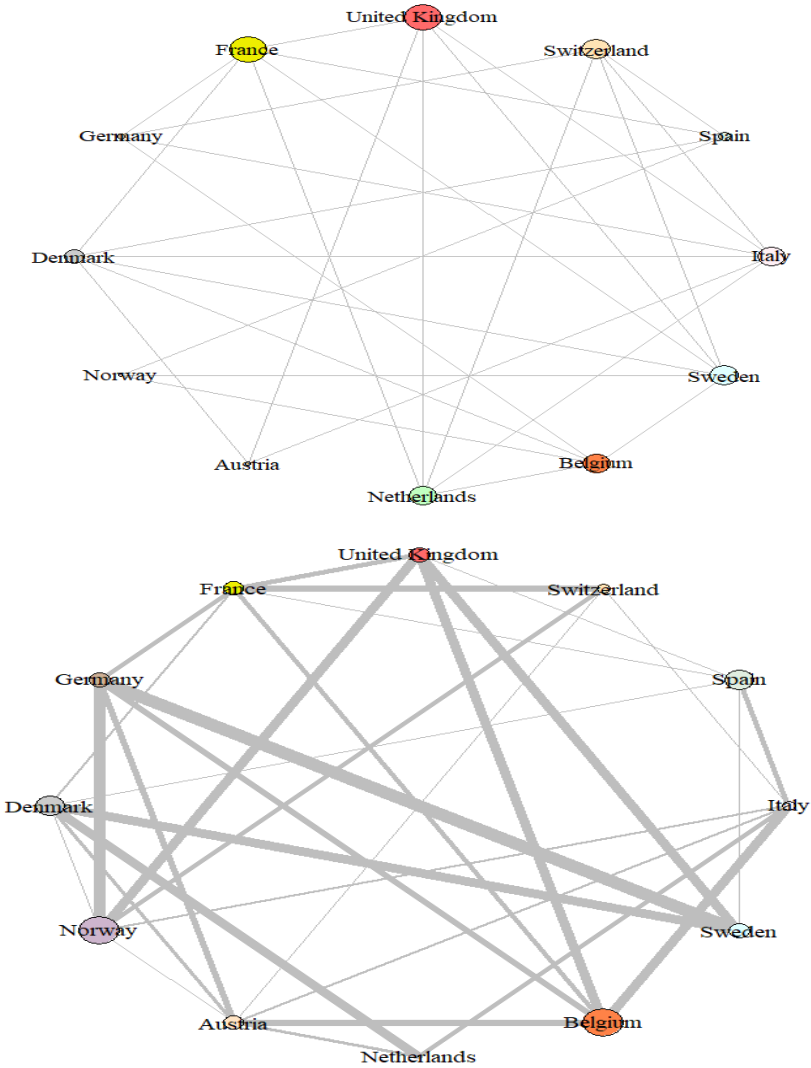 United Kingdom
France
Switzerland
Germany
Spain
Denmark
Italy
Norway
Sweden
Austria
Belgium
Netherlands
United Kingdom
France
Switzerland
Germany
Spain
Denmark
Italy
Norway
Sweden
Austria
Belgium
Netherlands